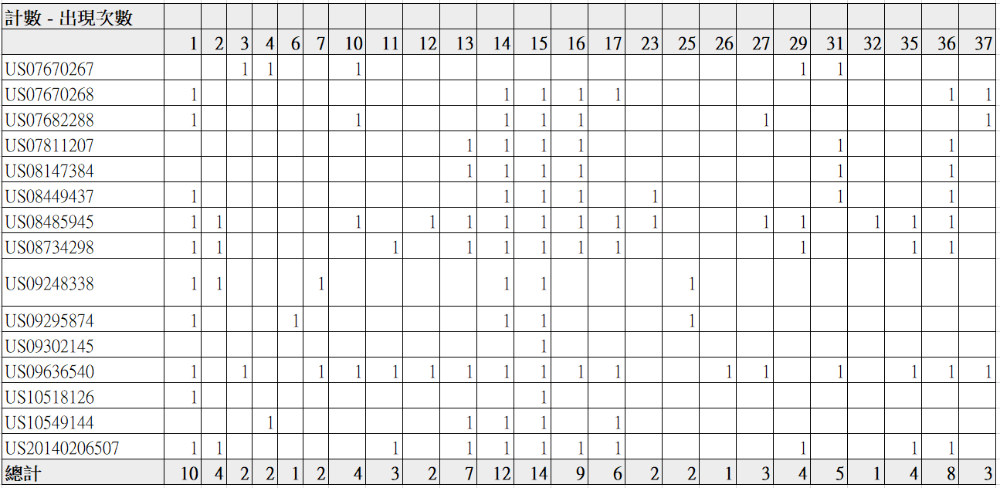 計數 - 出現次數
1 2 3 4 6 7 10 11 12 13 14 15 16 17 23 25 26 27 29 31 32 35 36 37
US07670267 1 1 1 1 1
US07670268 1 1 1 1 1 1 1
US07682288 1 1 1 1 1 1 1
US07811207 1 1 1 1 1 1
US08147384 1 1 1 1 1 1
US08449437 1 1 1 1 1 1 1
US08485945 1 1 1 1 1 1 1 1 1 1 1 1 1 1 1
US08734298 1 1 1 1 1 1 1 1 1 1 1
US09248338 1 1 1 1 1 1
US09295874 1 1 1 1 1
US09302145 1
US09636540 1 1 1 1 1 1 1 1 1 1 1 1 1 1 1 1 1
US10518126 1 1
US10549144 1 1 1 1 1
US20140206507 1 1 1 1 1 1 1 1 1 1 1
總計 10 4 2 2 1 2 4 3 2 7 12 14 9 6 2 2 1 3 4 5 1 4 8 3